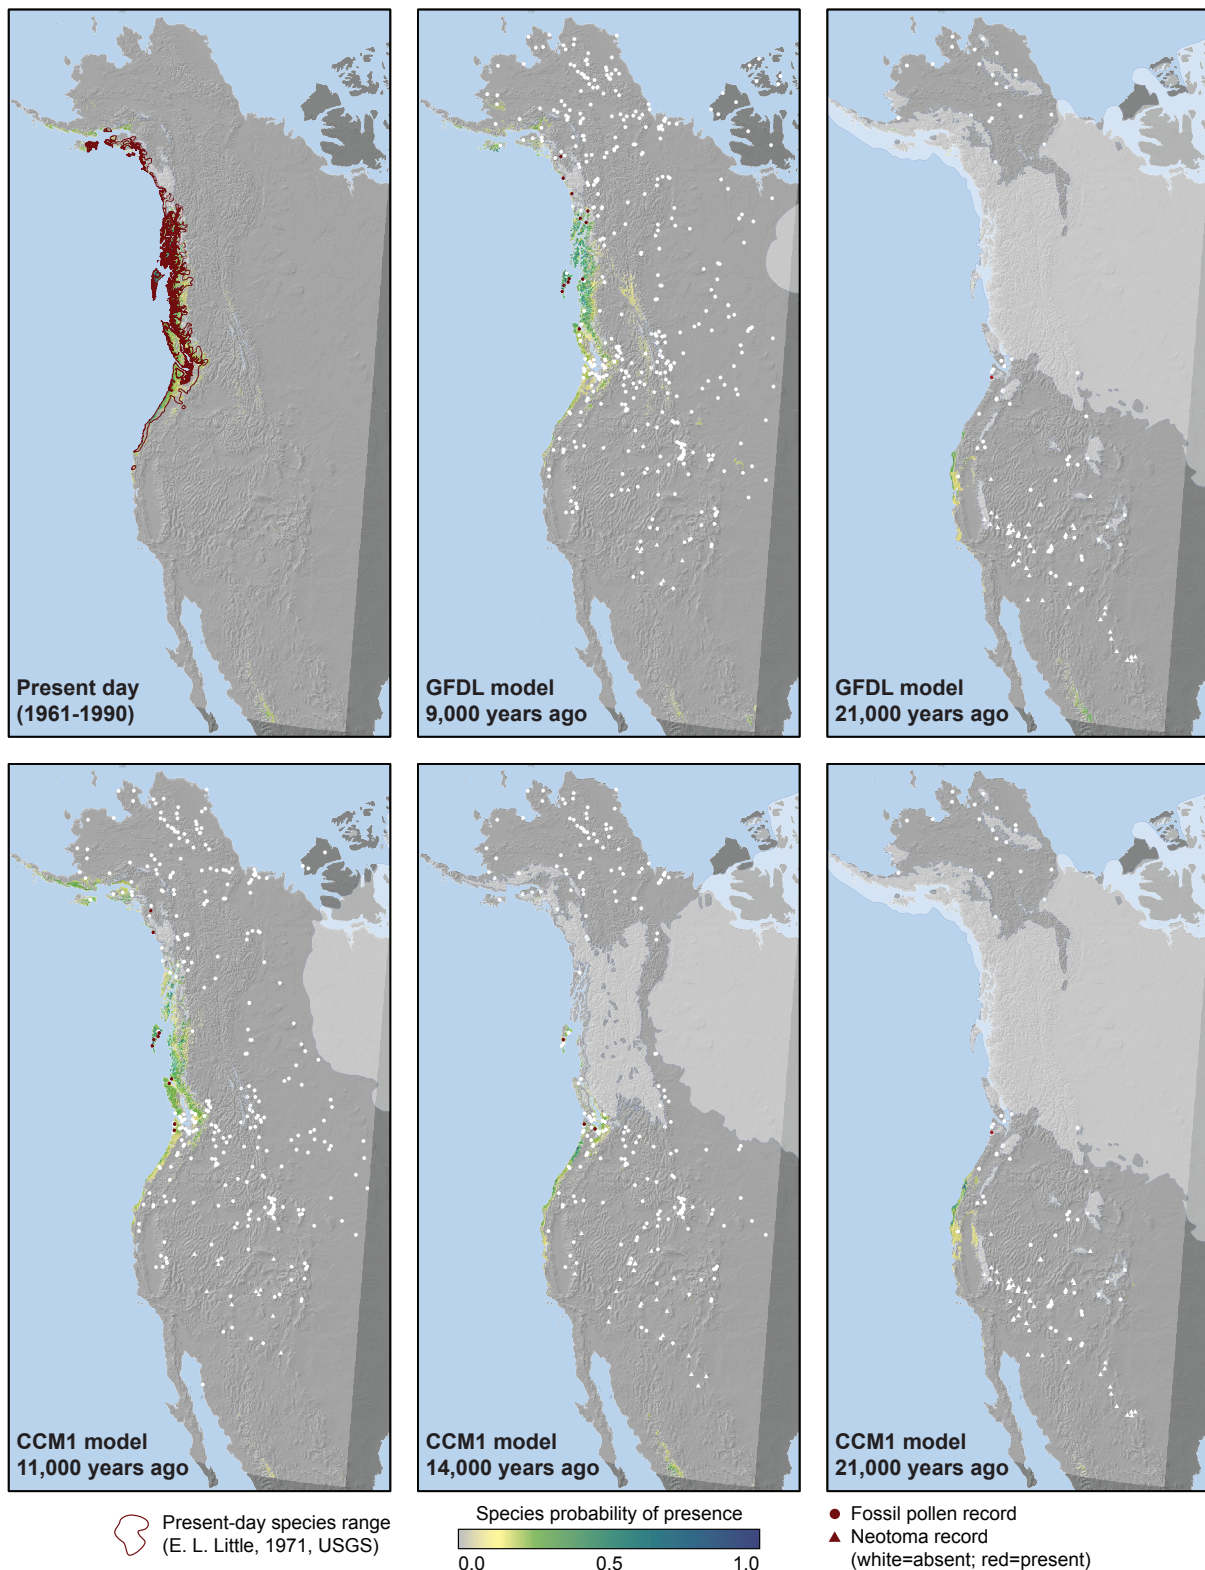 Present day
(1961-1990)
GFDL model
9,000 years ago
GFDL model
21,000 years ago
CCM1 model
11,000 years ago
CCM1 model
14,000 years ago
CCM1 model
21,000 years ago
Present-day species range
(E. L. Little, 1971, USGS)
Species probability of presence
0.0 0.5 1.0
Fossil pollen record
Neotoma record
(white=absent; red=present)